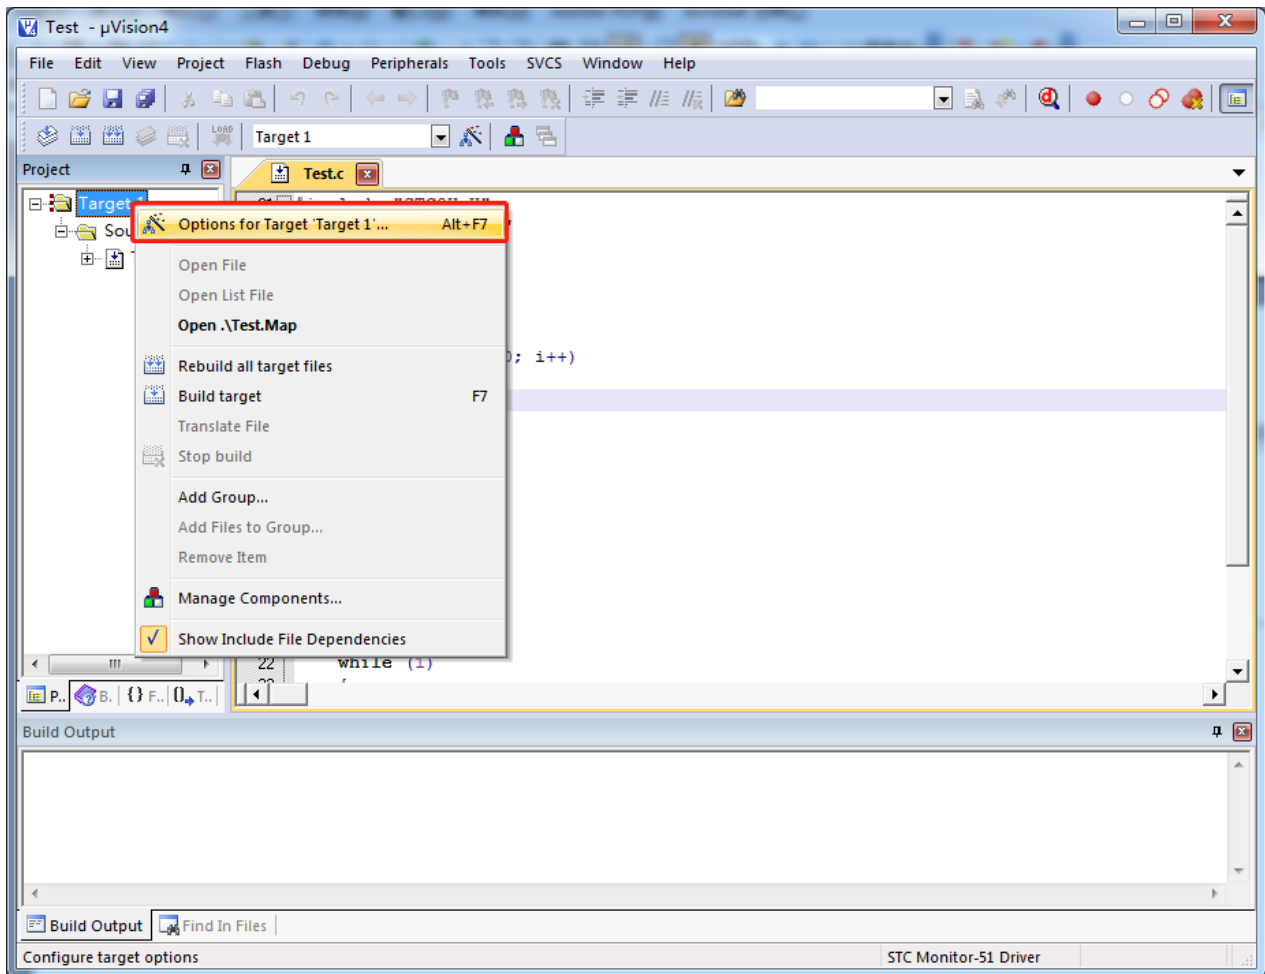 Test - µVision4
File Edit View Project Flash Debug Peripherals Tools SVCS Window Help
LOAD Target 1
Project
Test.c
Target
Sou
Options for Target 'Target 1'... Alt+F7
Open File
Open List File
Open .\Test.Map
; i++)
Rebuild all target files
Build target F7
Translate File
Stop build
Add Group...
Add Files to Group...
Remove Item
Manage Components...
Show Include File Dependencies
22 while (1)
P.. B. {} F.. 0 T..
Build Output
Build Output Find In Files
Configure target options STC Monitor-51 Driver